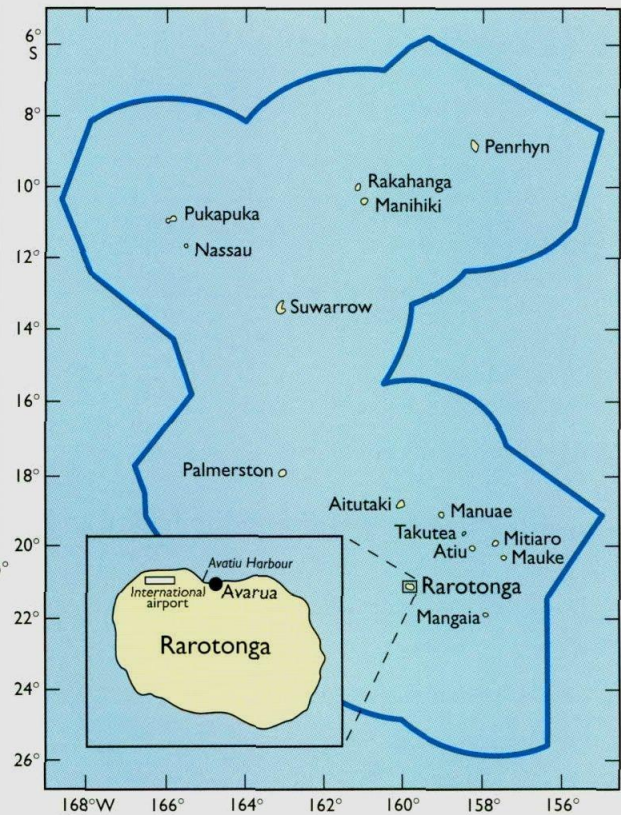 6°
S
8°
Penrhyn
10°
Rakahanga
Manihiki
Pukapuka
12°
Nassau
Suwarrow
14°
16°
18°
Palmerston
Aitutaki
Manuae
20°
Takutea
Mitiaro
Atiu
Mauke
Avatiu Harbour
International
airport
Avarua
Rarotonga
22°
Mangaia
Rarotonga
24°
26°
168°W
166°
164°
162°
160°
158°
156°